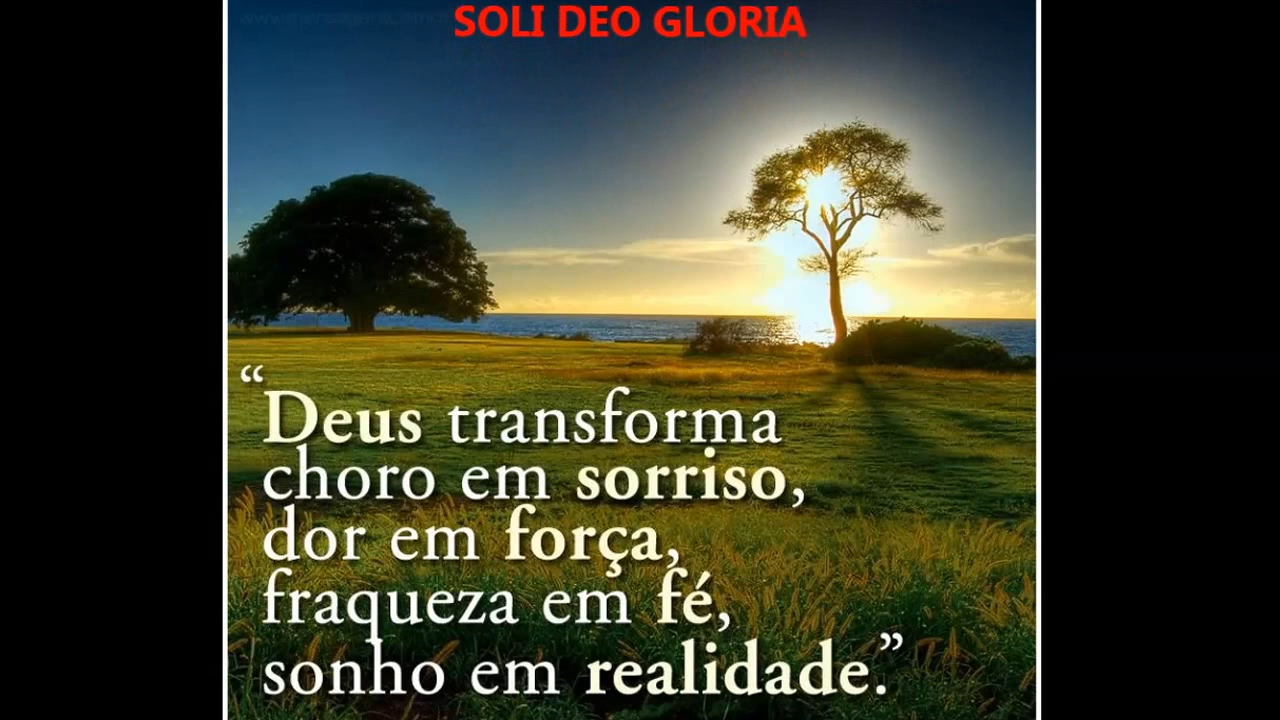 SOLI DEO GLORIA
“Deus transforma
choro em sorriso,
dor em força,
fraqueza em fé,
sonho em realidade.”